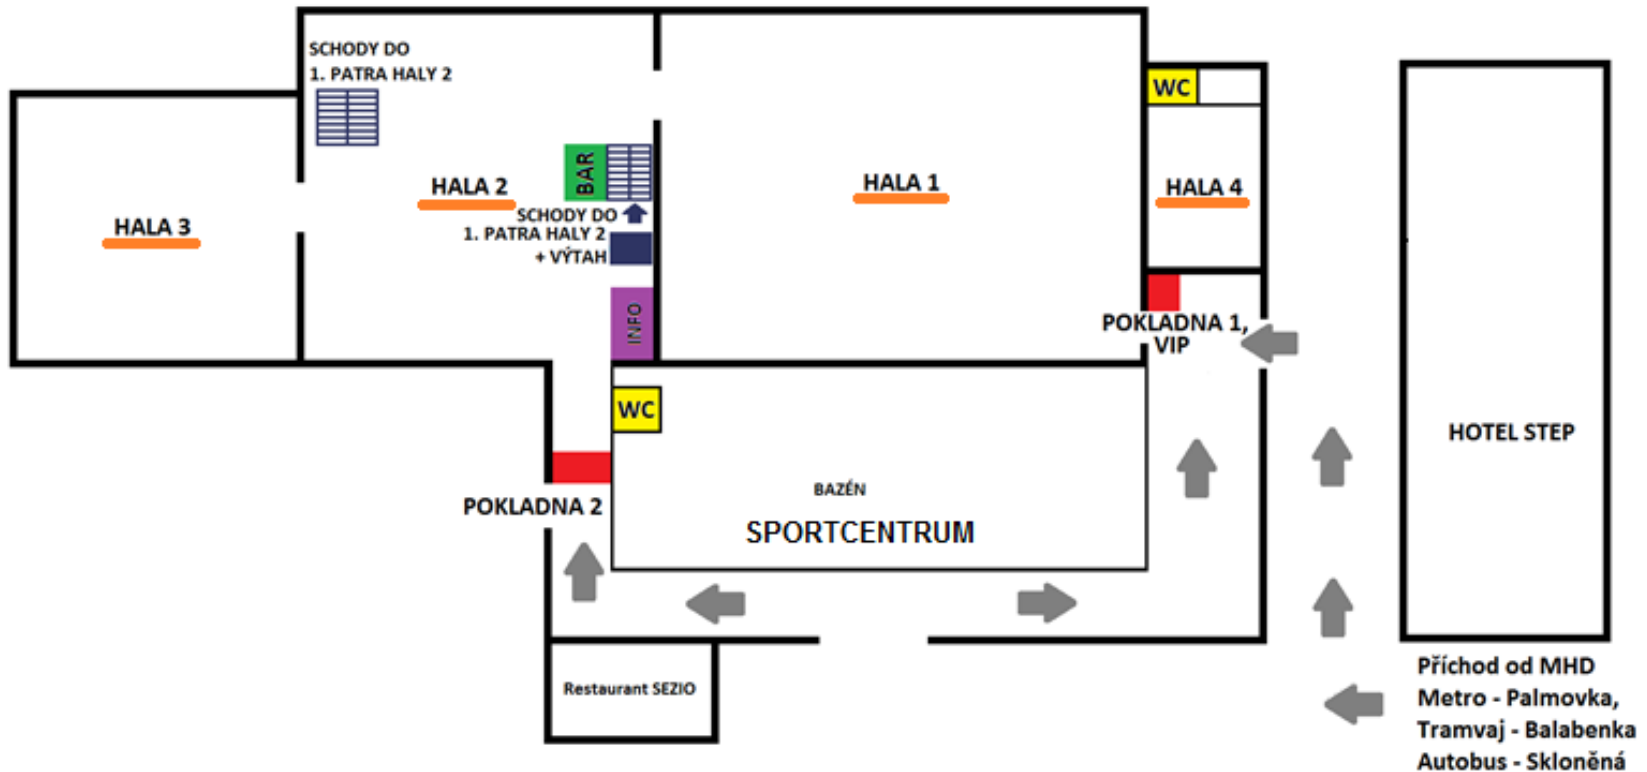 SCHODY DO
1. PATRA HALY 2
WC
BAR
HALA 1
HALA 2
HALA 4
HALA 3
SCHODY DO
1. PATRA HALY 2
+ VÝTAH
INFO
POKLADNA 1,
VIP
WC
HOTEL STEP
BAZÉN
POKLADNA 2
SPORTCENTRUM
Restaurant SEZIO
Příchod od MHD
Metro - Palmovka,
Tramvaj - Balabenka
Autobus - Skloněná